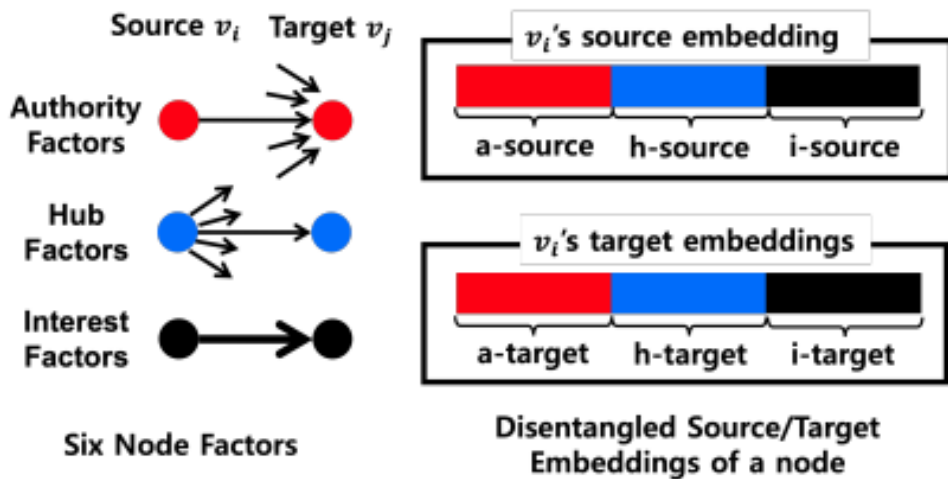 Source vᵢ Target vⱼ
Authority
Factors
Hub
Factors
Interest
Factors
Six Node Factors
vᵢ's source embedding
a-source h-source i-source
vᵢ's target embeddings
a-target h-target i-target
Disentangled Source/Target
Embeddings of a node